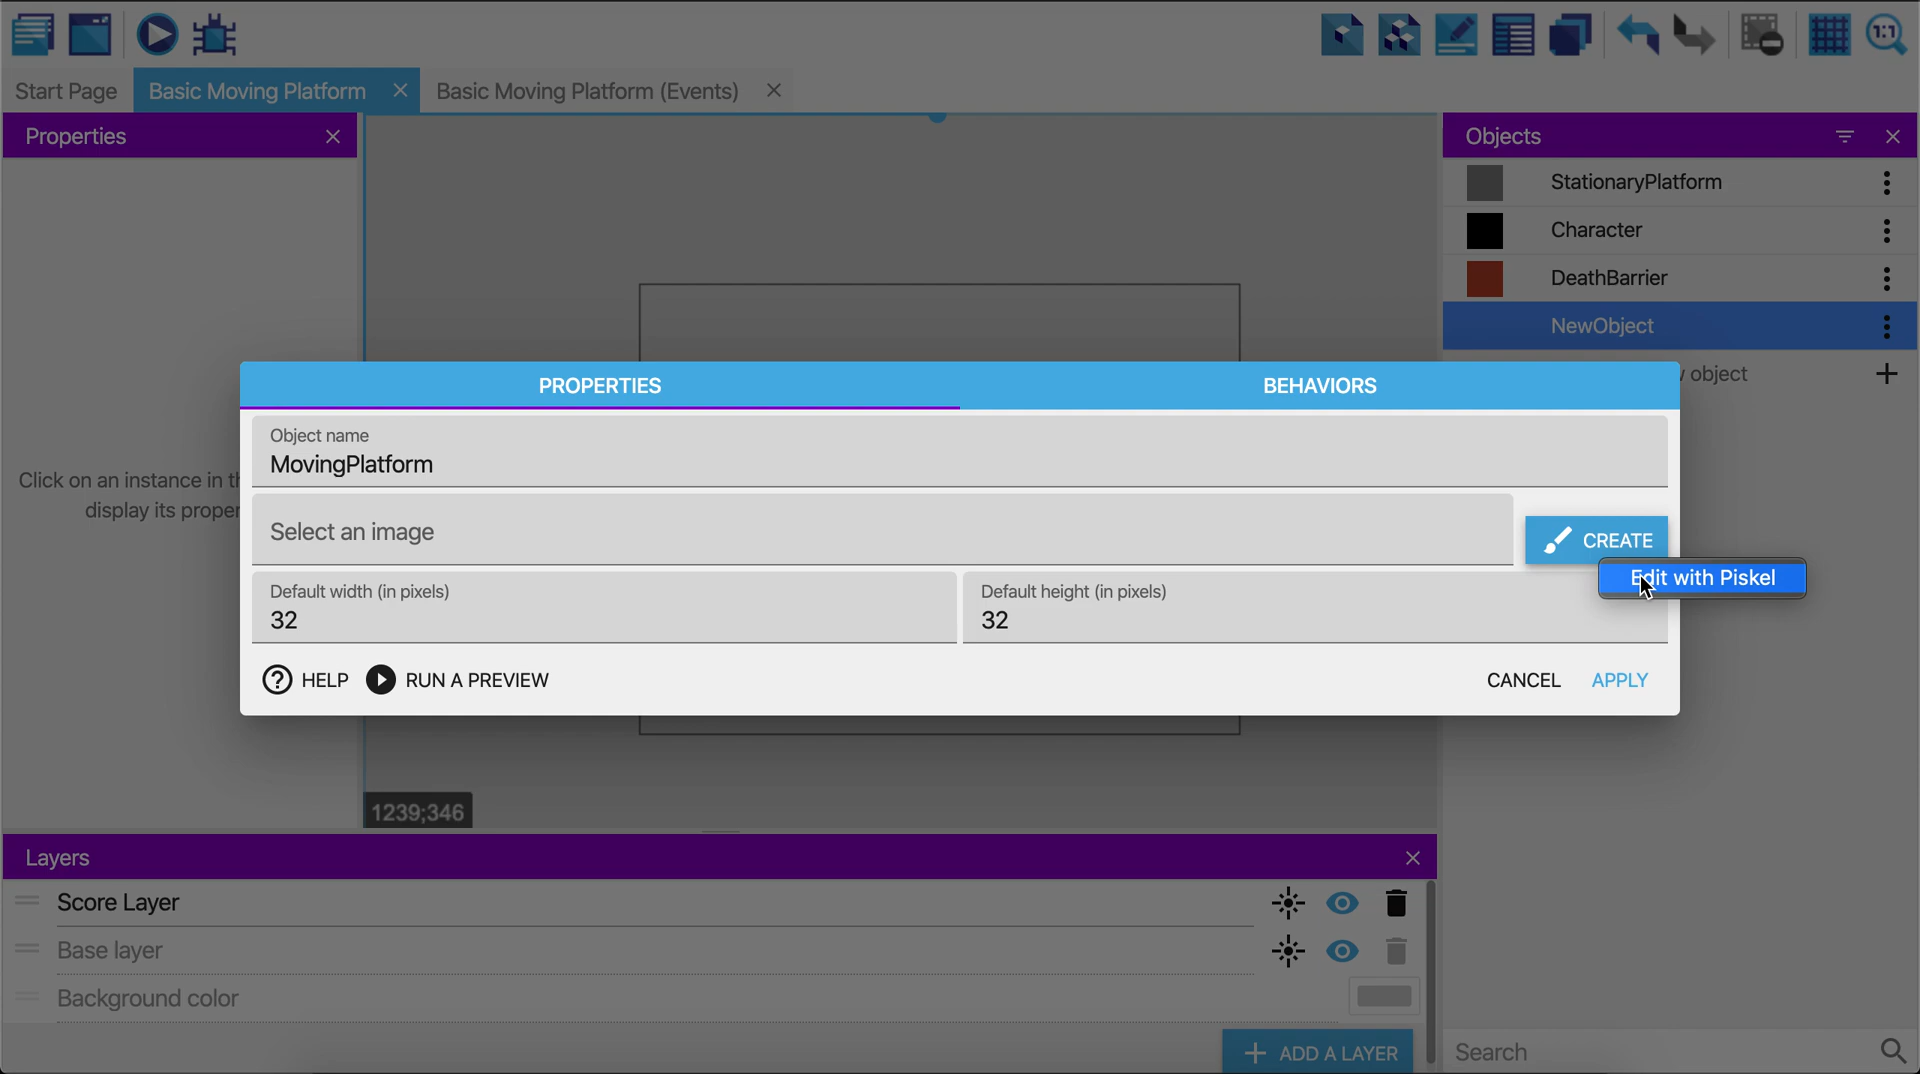 1:1
Start Page
Basic Moving Platform
Basic Moving Platform (Events)
Properties
Objects
StationaryPlatform
Character
DeathBarrier
NewObject
object
Click on an instance in
display its
PROPERTIES
BEHAVIORS
Object name
MovingPlatform
Select an image
CREATE
Edit with Piskel
Default width (in pixels)
32
Default height (in pixels)
32
HELP
RUN A PREVIEW
CANCEL
APPLY
1239;346
Layers
Score Layer
Base layer
Background color
ADD A LAYER
Search